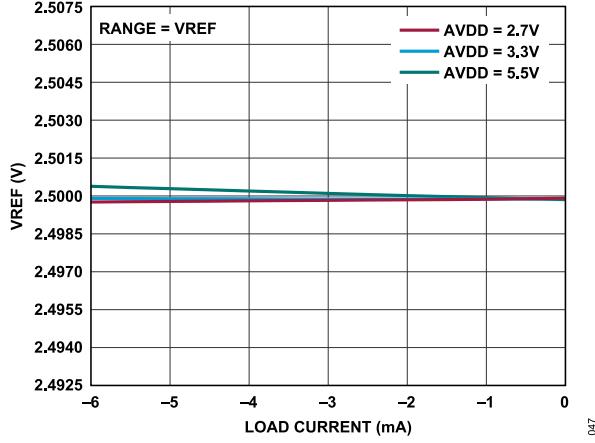 2.5075
2.5060
2.5045
2.5030
2.5015
2.5000
2.4985
2.4970
2.4955
2.4940
2.4925
VREF (V)
RANGE = VREF
AVDD = 2.7V
AVDD = 3.3V
AVDD = 5.5V
–6 –5 –4 –3 –2 –1 0
LOAD CURRENT (mA)
047